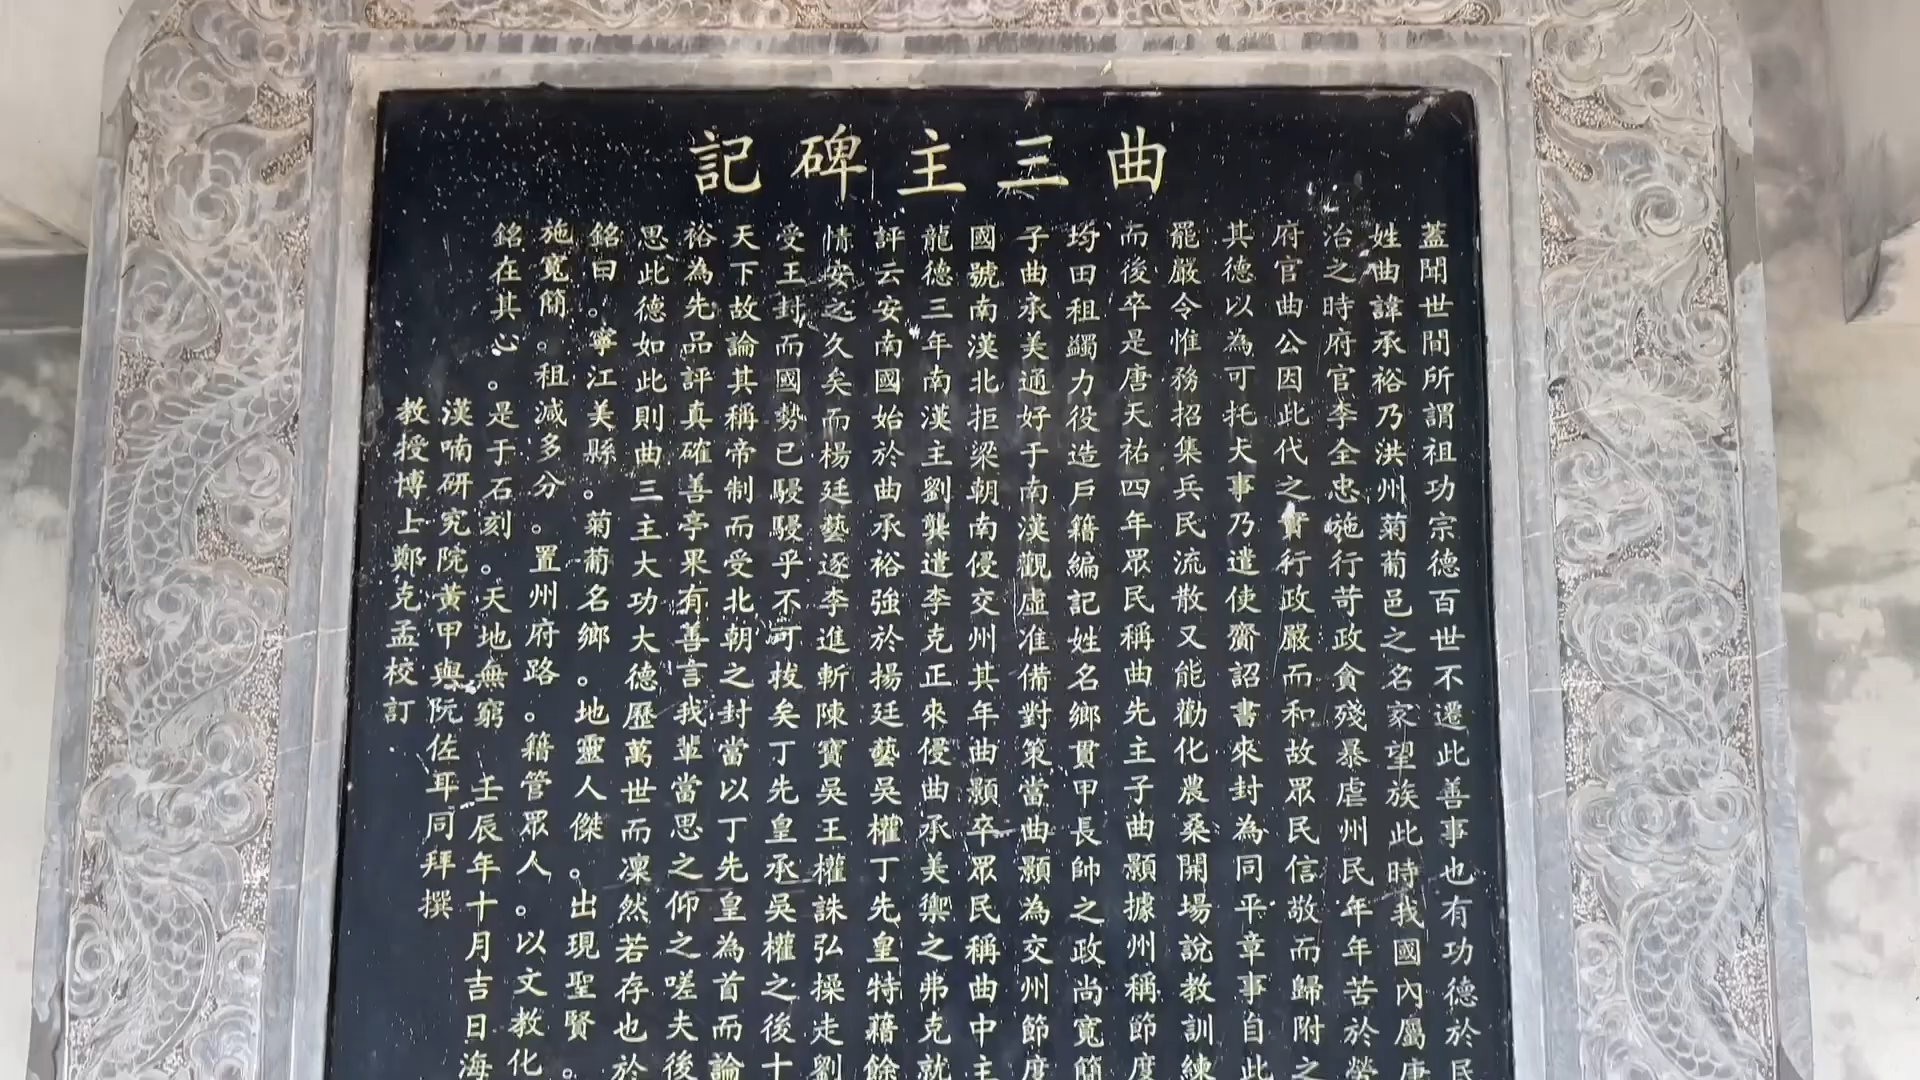 曲三主碑記
蓋聞世間所謂祖功宗德百世不遷此善事也有功德於民
姓曲諱承裕乃洪州菊葡邑之名家望族此時我國內屬唐
治之時府官李全忠施行苛政貪殘暴虐州民年年苦於勞
府官曲公因此代之實行政嚴而和故眾民信敬而歸附之
其德以為可托大事乃遣使齎詔書來封為同平章事自此
罷嚴令惟務招集兵民流散又能勸化農桑開場說教訓練
而後卒是唐天祐四年眾民稱曲先主子曲顥據州稱節度
均田租蠲力役造戶籍編記姓名鄉貫甲長帥之政尚寬簡
子曲承美通好于南漢觀虛准備對策當曲顥為交州節度
國號南漢北拒梁朝南侵交州其年曲顥卒眾民稱曲中主
龍德三年南漢主劉龑遣李克正來侵曲承美禦之弗克就
評云安南國始於曲承裕強於揚廷藝吳權丁先皇特藉餘
情安之久矣而楊廷藝逐李進斬陳寶吳王權誅弘操走劉
受王封而國勢已駸駸乎不可拔矣丁先皇承吳權之後十
天下故論其稱帝制而受北朝之封當以丁先皇為首而論
裕為先品評真確善亭果有善言我輩當思之仰之嗟夫後
思此德如此則曲三主大功大德歷萬世而凜然若存也於
銘曰。寧江美縣。菊葡名鄉。地靈人傑。出現聖賢。
施寬簡。租減多分。置州府路。籍管眾人。以文教化
銘在其心。是于石刻。天地無窮 壬辰年十月吉日海
漢喃研究院黃甲與阮佐耳同拜撰
教授博士鄭克孟校訂.